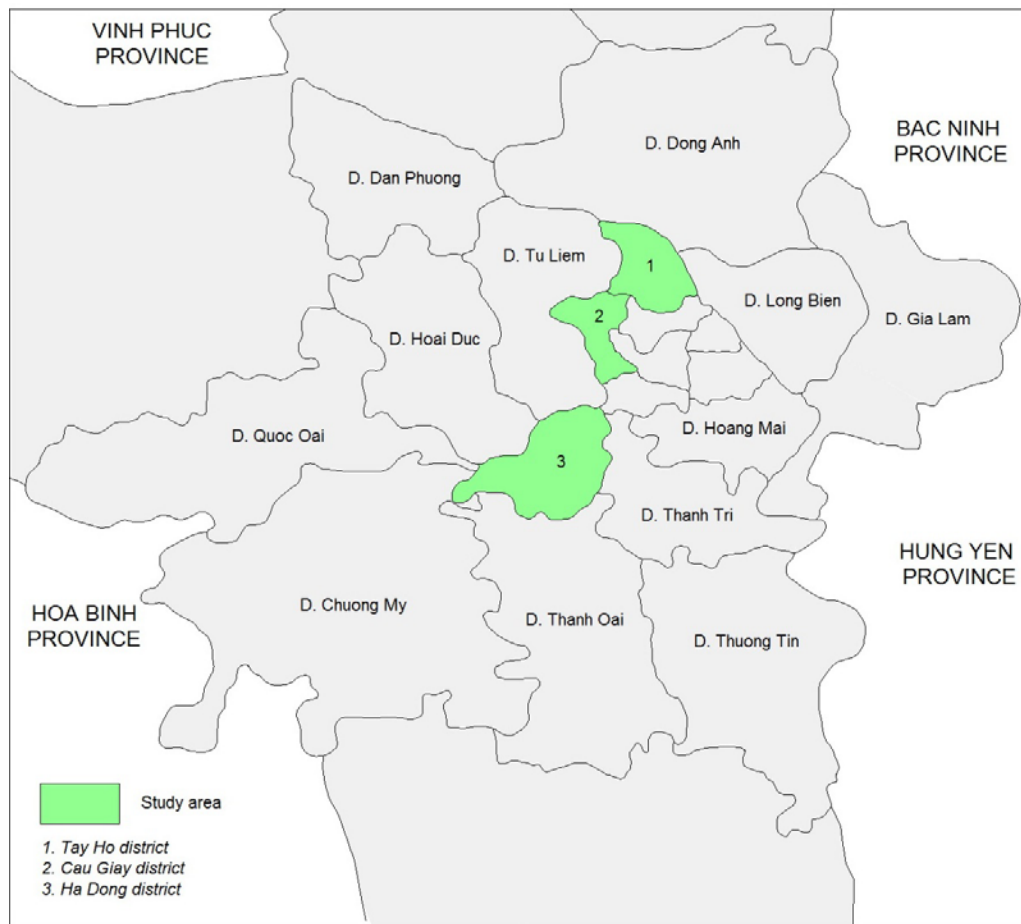 VINH PHUC
PROVINCE
BAC NINH
PROVINCE
D. Dong Anh
D. Dan Phuong
D. Tu Liem
1
D. Long Bien
D. Gia Lam
2
D. Hoai Duc
D. Quoc Oai
D. Hoang Mai
3
D. Thanh Tri
HUNG YEN
PROVINCE
HOA BINH
PROVINCE
D. Chuong My
D. Thanh Oai
D. Thuong Tin
Study area
1. Tay Ho district
2. Cau Giay district
3. Ha Dong district